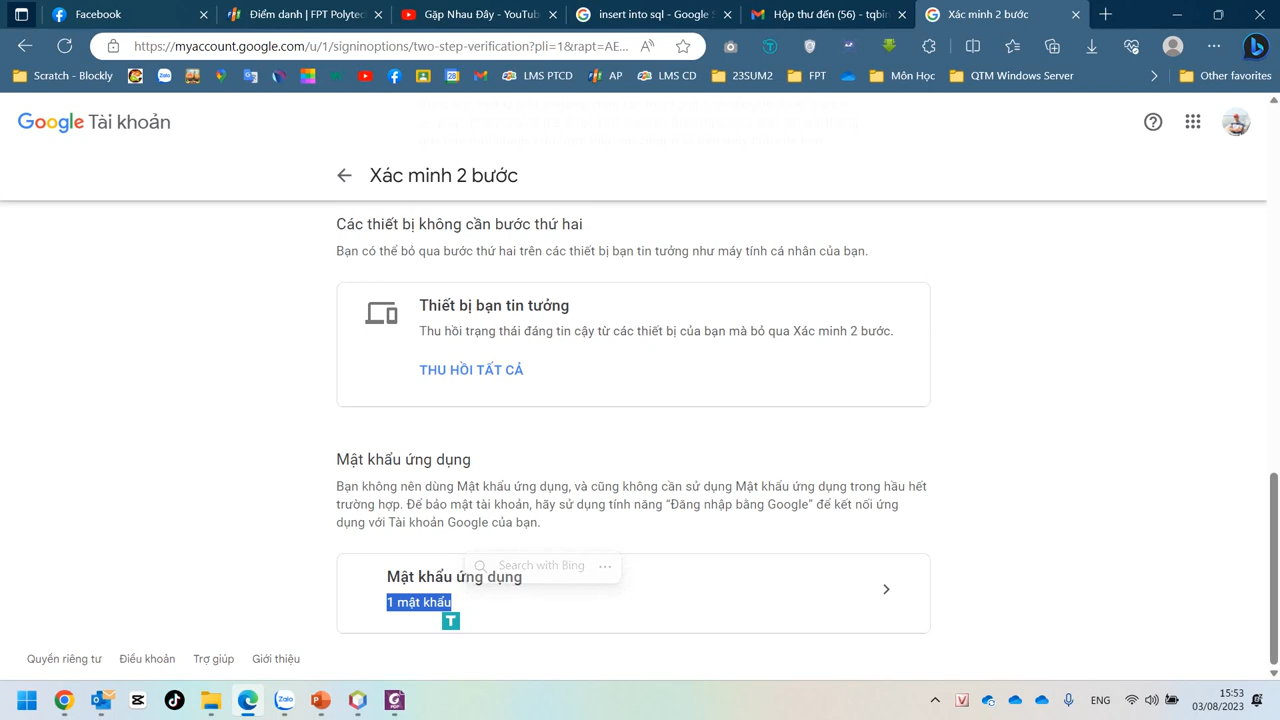 Facebook
Điểm danh | FPT Polytec
Gặp Nhau Đây - YouTub
insert into sql - Google S
Hộp thư đến (56) - tqbin
Xác minh 2 bước
https://myaccount.google.com/u/1/signinoptions/two-step-verification?pli=1&rapt=AE...
Scratch - Blockly
LMS PTCD
AP
LMS CD
23SUM2
FPT
Môn Học
QTM Windows Server
Other favorites
Google Tài khoản
Xác minh 2 bước
Các thiết bị không cần bước thứ hai
Bạn có thể bỏ qua bước thứ hai trên các thiết bị bạn tin tưởng như máy tính cá nhân của bạn.
Thiết bị bạn tin tưởng
Thu hồi trạng thái đáng tin cậy từ các thiết bị của bạn mà bỏ qua Xác minh 2 bước.
THU HỒI TẤT CẢ
Mật khẩu ứng dụng
Bạn không nên dùng Mật khẩu ứng dụng, và cũng không cần sử dụng Mật khẩu ứng dụng trong hầu hết
trường hợp. Để bảo mật tài khoản, hãy sử dụng tính năng “Đăng nhập bằng Google” để kết nối ứng
dụng với Tài khoản Google của bạn.
Search with Bing ...
Mật khẩu ứng dụng
1 mật khẩu
T
Quyền riêng tư
Điều khoản
Trợ giúp
Giới thiệu
ENG
15:53
03/08/2023